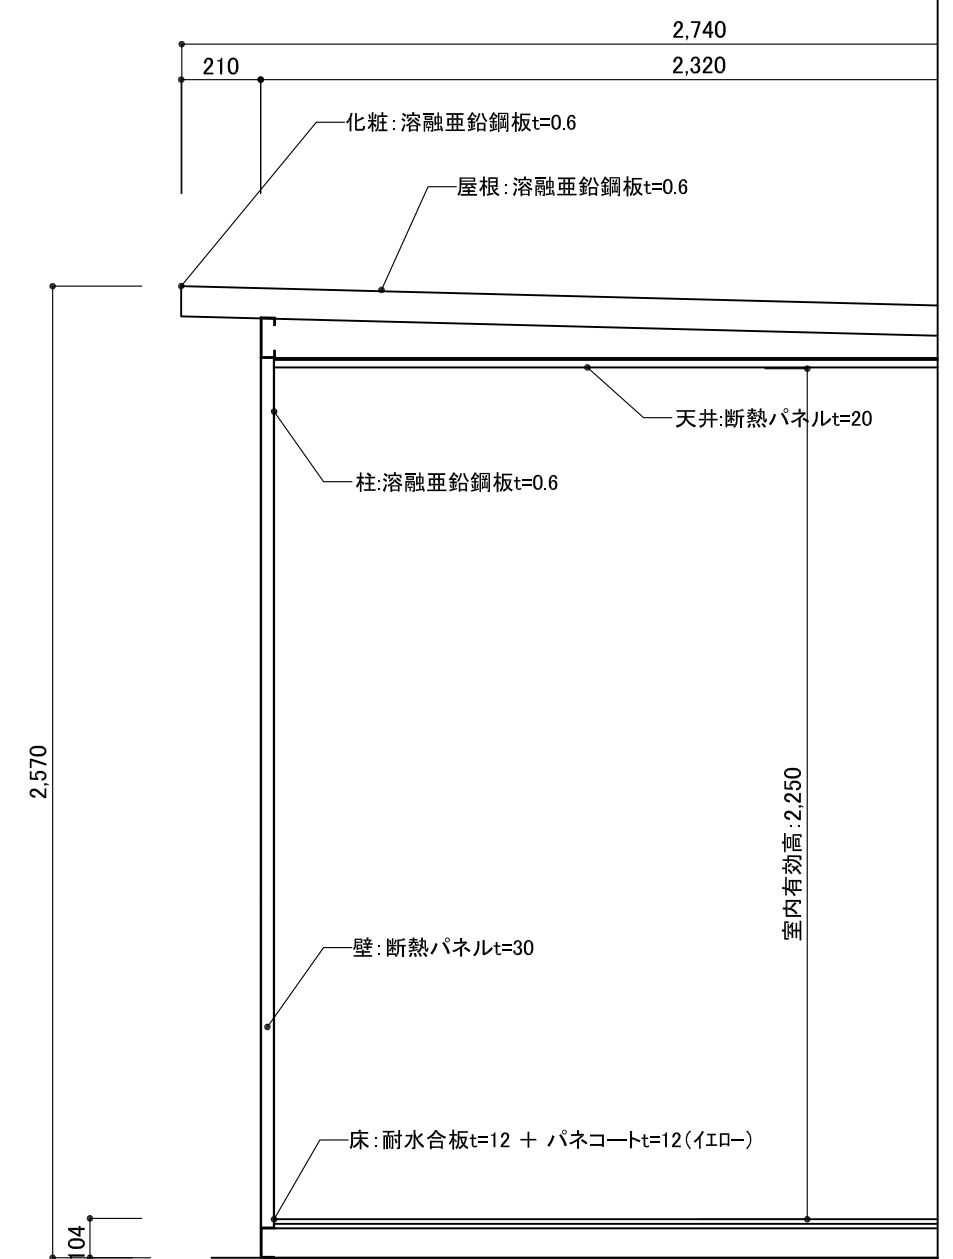 2,740
210
2,320
化粧：溶融亜鉛鋼板t=0.6
屋根：溶融亜鉛鋼板t=0.6
天井:断熱パネルt=20
柱:溶融亜鉛鋼板t=0.6
2,570
室内有効高：2,250
壁：断熱パネルt=30
床：耐水合板t=12 ＋ パネコートt=12（イエロー）
104